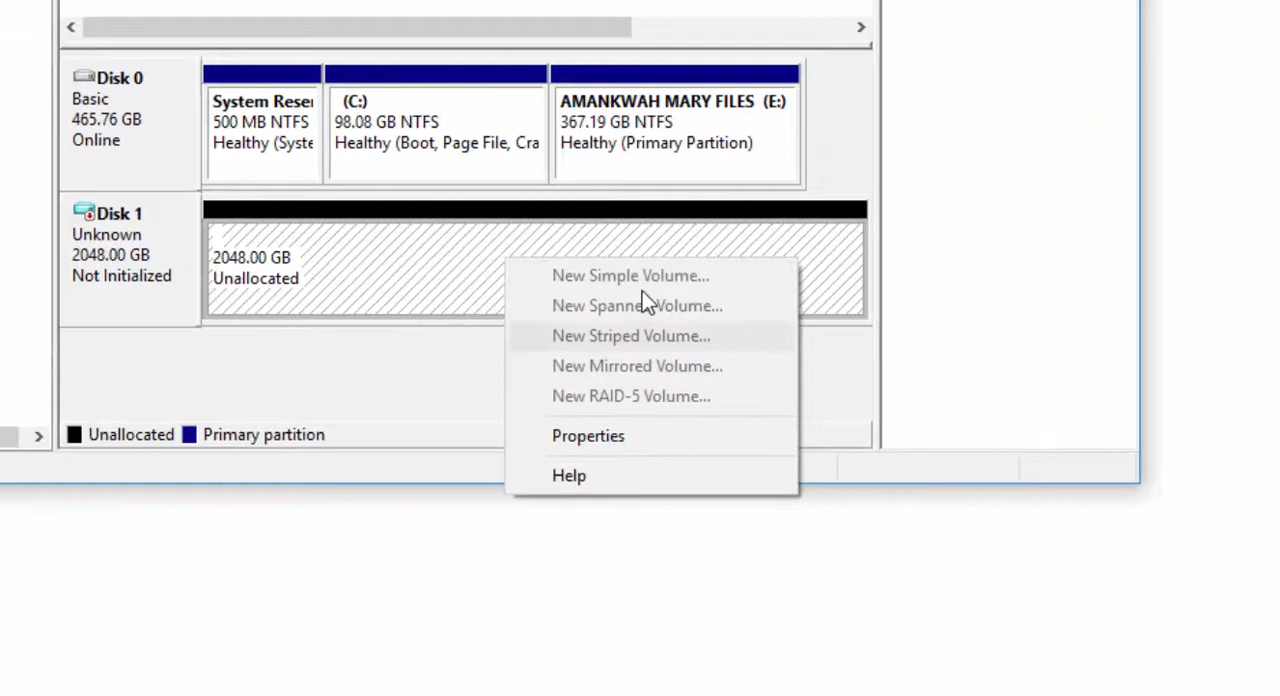 Disk 0
Basic
465.76 GB
Online
System Reser
500 MB NTFS
Healthy (Syste
(C:)
98.08 GB NTFS
Healthy (Boot, Page File, Cra
AMANKWAH MARY FILES (E:)
367.19 GB NTFS
Healthy (Primary Partition)
Disk 1
Unknown
2048.00 GB
Not Initialized
2048.00 GB
Unallocated
New Simple Volume...
New Spanned Volume...
New Striped Volume...
New Mirrored Volume...
New RAID-5 Volume...
Properties
Help
Unallocated
Primary partition